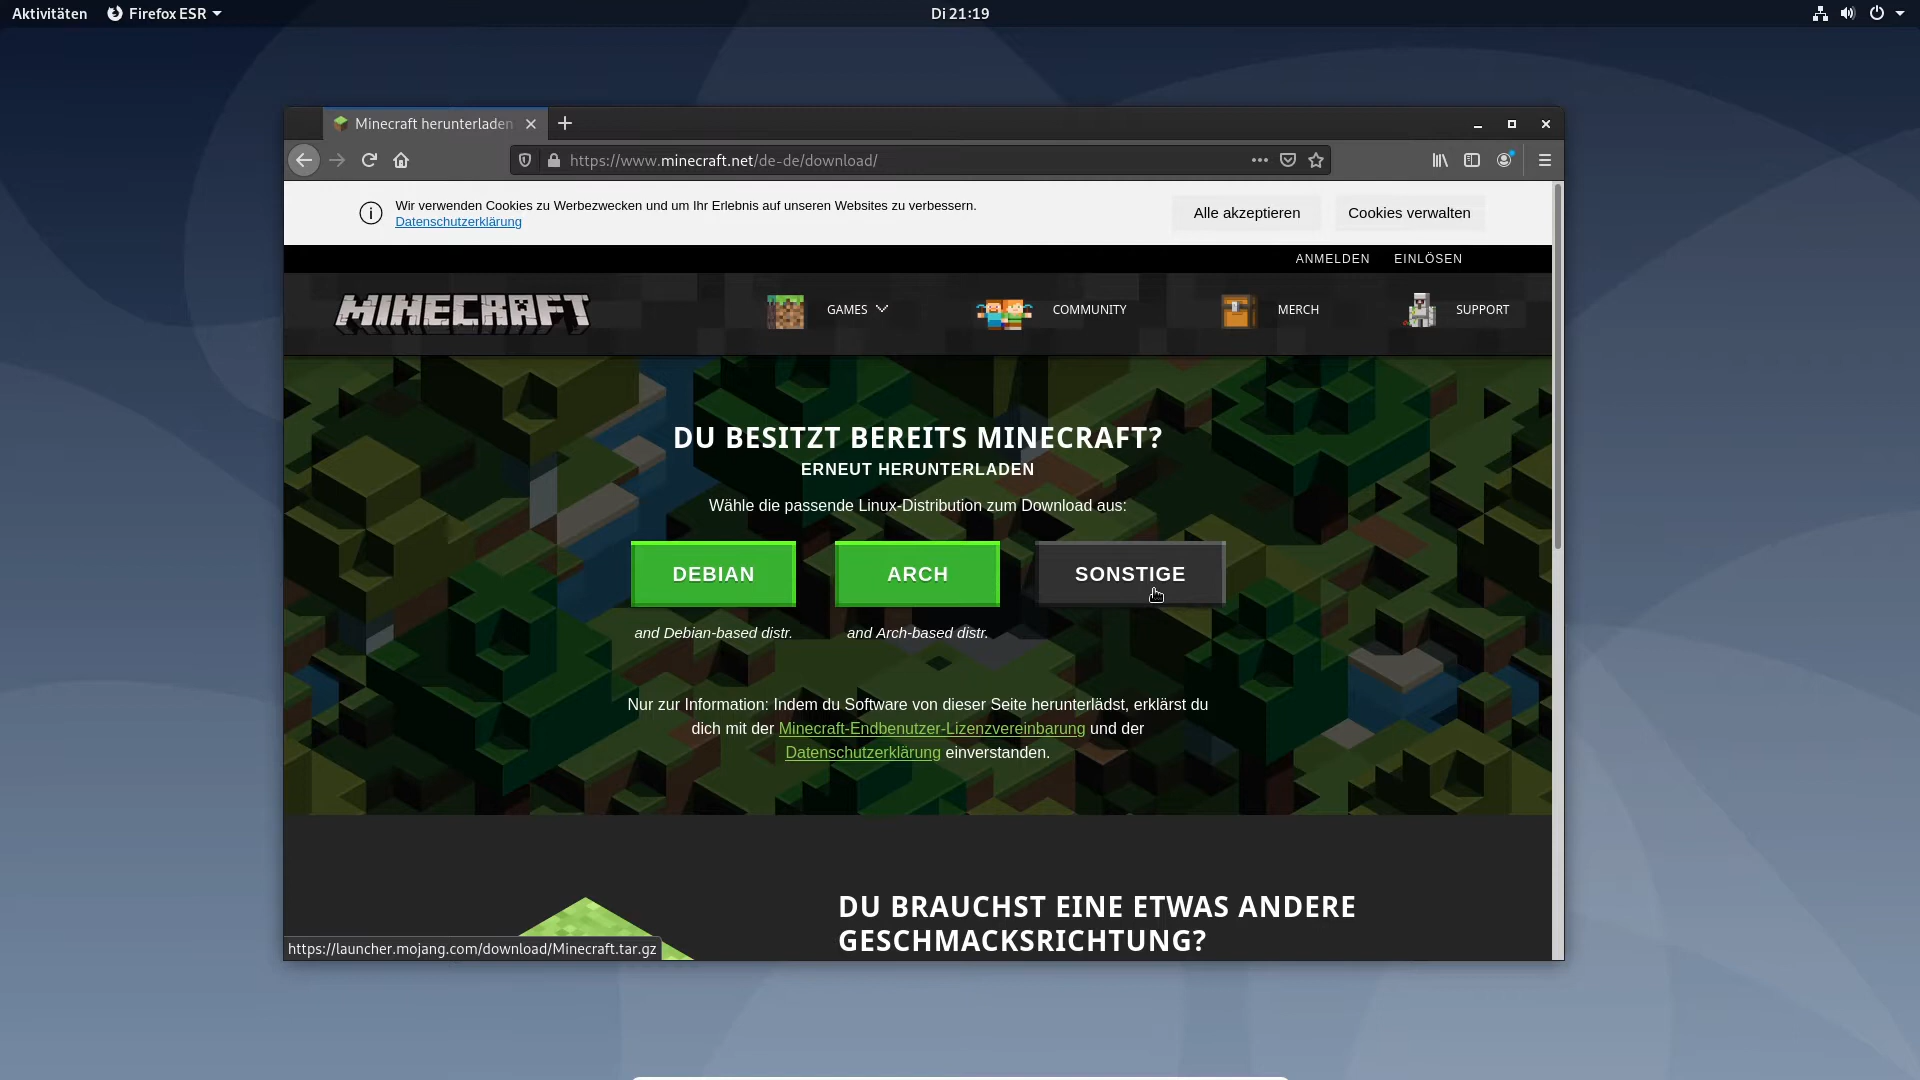 Aktivitäten Firefox ESR Di 21:19
Minecraft herunterladen
https://www.minecraft.net/de-de/download/
Wir verwenden Cookies zu Werbezwecken und um Ihr Erlebnis auf unseren Websites zu verbessern.
Datenschutzerklärung
Alle akzeptieren Cookies verwalten
ANMELDEN EINLÖSEN
MINECRAFT GAMES COMMUNITY MERCH SUPPORT
DU BESITZT BEREITS MINECRAFT?
ERNEUT HERUNTERLADEN
Wähle die passende Linux-Distribution zum Download aus:
DEBIAN ARCH SONSTIGE
and Debian-based distr. and Arch-based distr.
Nur zur Information: Indem du Software von dieser Seite herunterlädst, erklärst du
dich mit der Minecraft-Endbenutzer-Lizenzvereinbarung und der
Datenschutzerklärung einverstanden.
DU BRAUCHST EINE ETWAS ANDERE
GESCHMACKSRICHTUNG?
https://launcher.mojang.com/download/Minecraft.tar.gz